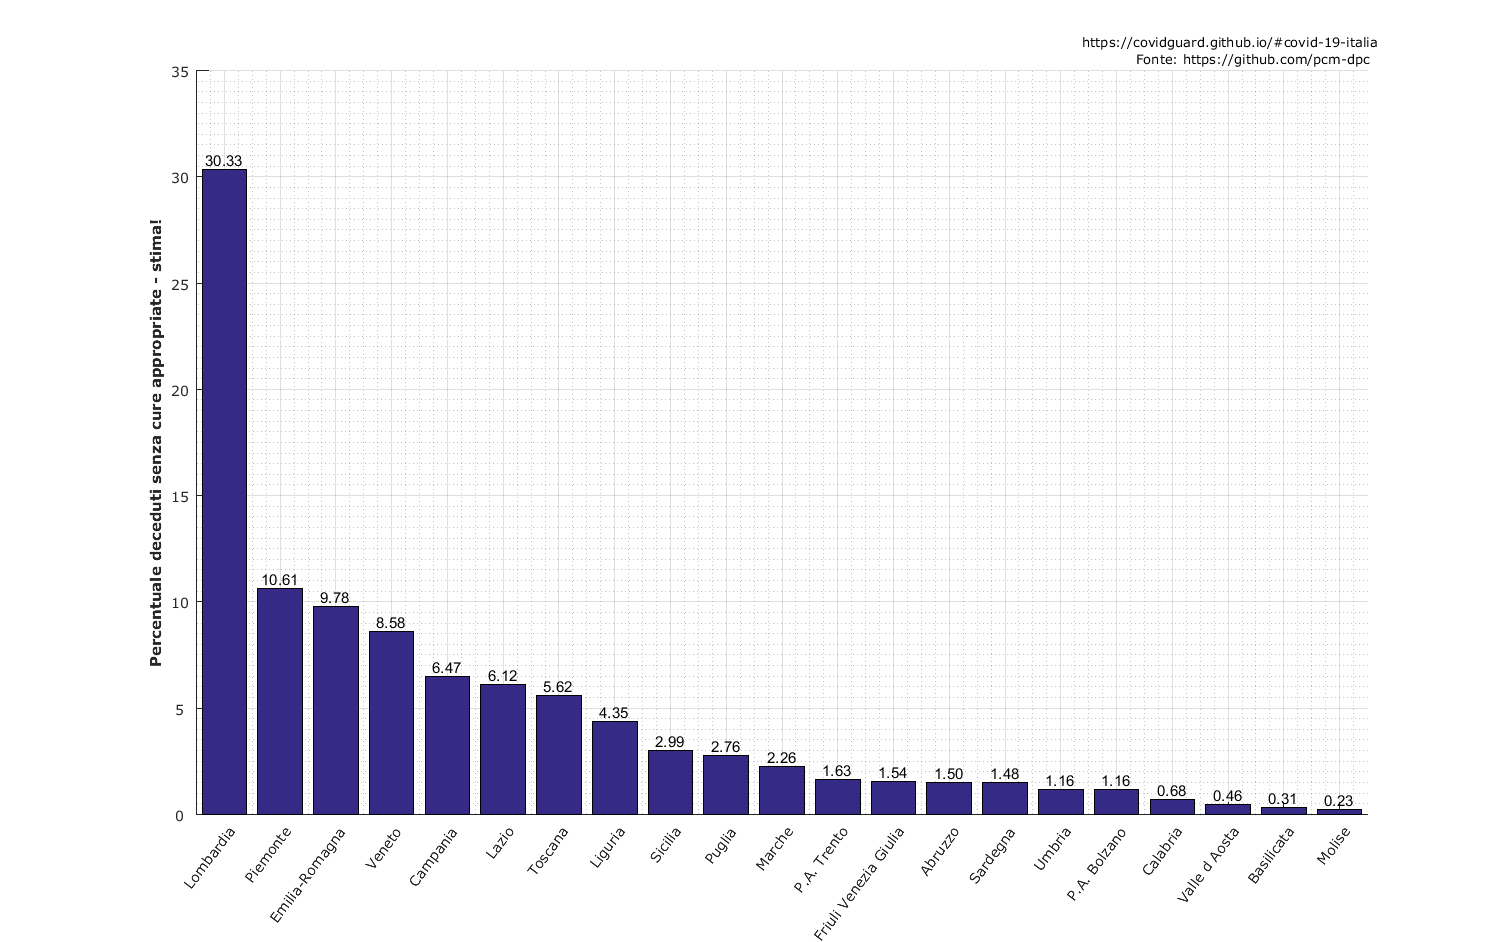 https://covidguard.github.io/#covid-19-italia
Fonte: https://github.com/pcm-dpc
Percentuale deceduti senza cure appropriate - stima!
35
30
25
20
15
10
5
0
30.33
10.61
9.78
8.58
6.47
6.12
5.62
4.35
2.99
2.76
2.26
1.63
1.54
1.50
1.48
1.16
1.16
0.68
0.46
0.31
0.23
Lombardia
Piemonte
Emilia-Romagna
Veneto
Campania
Lazio
Toscana
Liguria
Sicilia
Puglia
Marche
P.A. Trento
Friuli Venezia Giulia
Abruzzo
Sardegna
Umbria
P.A. Bolzano
Calabria
Valle d Aosta
Basilicata
Molise